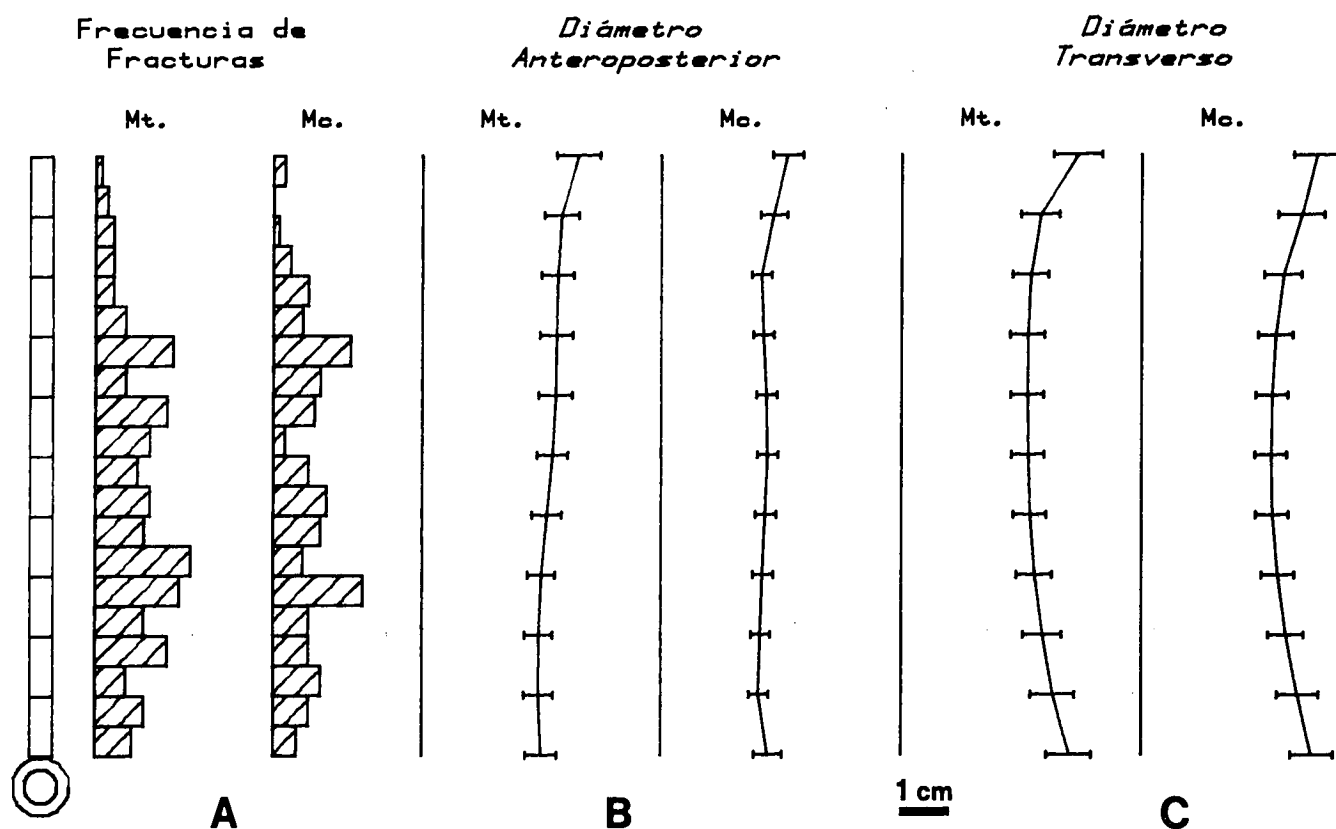 Frecuencia de
Fracturas
Diámetro
Anteroposterior
Diámetro
Transverso
Mt.
Mc.
Mt.
Mc.
Mt.
Mc.
A
B
1 cm
C